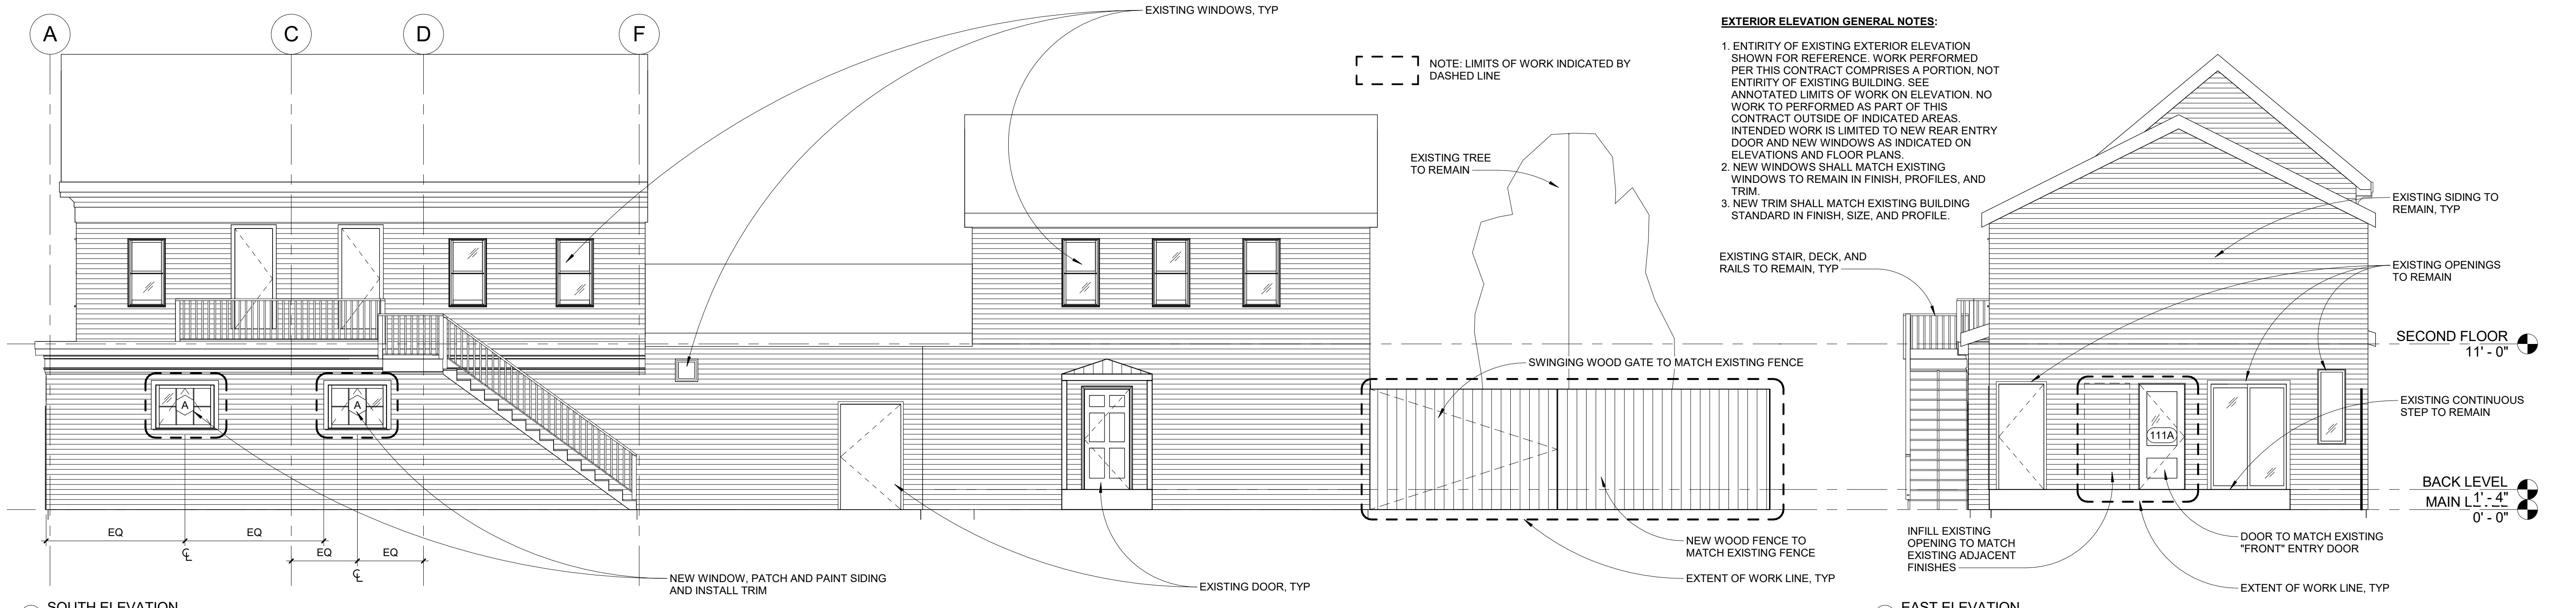 A
C
D
F
EXISTING WINDOWS, TYP
NOTE: LIMITS OF WORK INDICATED BY
DASHED LINE
EXTERIOR ELEVATION GENERAL NOTES:
1. ENTIRITY OF EXISTING EXTERIOR ELEVATION
SHOWN FOR REFERENCE. WORK PERFORMED
PER THIS CONTRACT COMPRISES A PORTION, NOT
ENTIRITY OF EXISTING BUILDING. SEE
ANNOTATED LIMITS OF WORK ON ELEVATION. NO
WORK TO PERFORMED AS PART OF THIS
CONTRACT OUTSIDE OF INDICATED AREAS.
INTENDED WORK IS LIMITED TO NEW REAR ENTRY
DOOR AND NEW WINDOWS AS INDICATED ON
ELEVATIONS AND FLOOR PLANS.
2. NEW WINDOWS SHALL MATCH EXISTING
WINDOWS TO REMAIN IN FINISH, PROFILES, AND
TRIM.
3. NEW TRIM SHALL MATCH EXISTING BUILDING
STANDARD IN FINISH, SIZE, AND PROFILE.
EXISTING TREE
TO REMAIN
EXISTING STAIR, DECK, AND
RAILS TO REMAIN, TYP
EXISTING SIDING TO
REMAIN, TYP
EXISTING OPENINGS
TO REMAIN
SECOND FLOOR
11' - 0"
SWINGING WOOD GATE TO MATCH EXISTING FENCE
A
A
111A
EXISTING CONTINUOUS
STEP TO REMAIN
BACK LEVEL
1' - 4"
MAIN
0' - 0"
EQ
EQ
EQ
EQ
NEW WINDOW, PATCH AND PAINT SIDING
AND INSTALL TRIM
EXISTING DOOR, TYP
NEW WOOD FENCE TO
MATCH EXISTING FENCE
EXTENT OF WORK LINE, TYP
INFILL EXISTING
OPENING TO MATCH
EXISTING ADJACENT
FINISHES
DOOR TO MATCH EXISTING
"FRONT" ENTRY DOOR
EXTENT OF WORK LINE, TYP
SOUTH ELEVATION
EAST ELEVATION